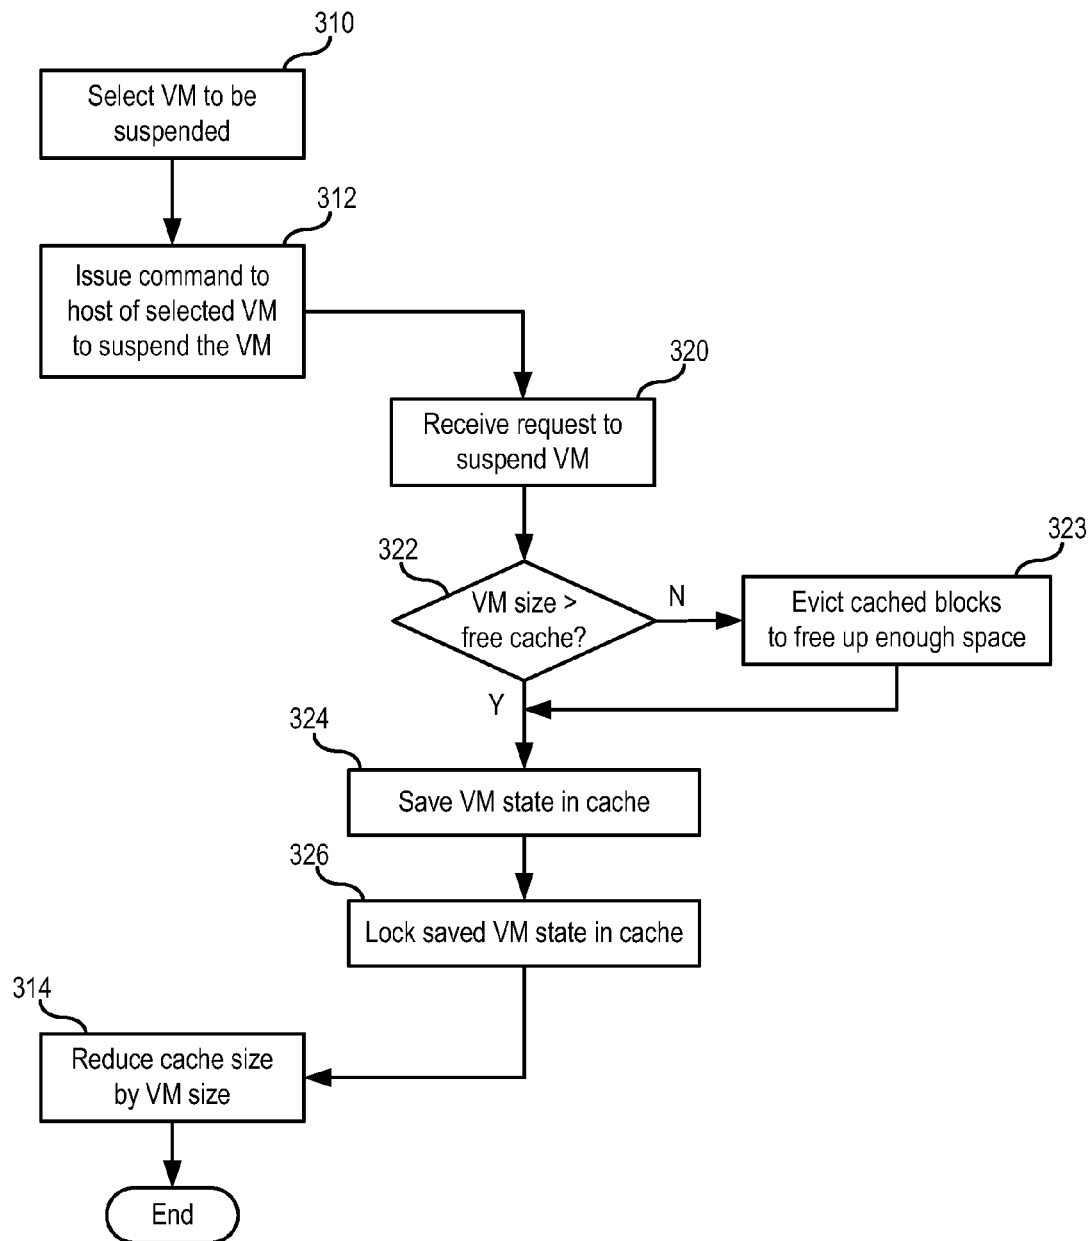 310
Select VM to be
suspended
312
Issue command to
host of selected VM
to suspend the VM
320
Receive request to
suspend VM
322
VM size >
free cache?
N
323
Evict cached blocks
to free up enough space
Y
324
Save VM state in cache
326
Lock saved VM state in cache
314
Reduce cache size
by VM size
End